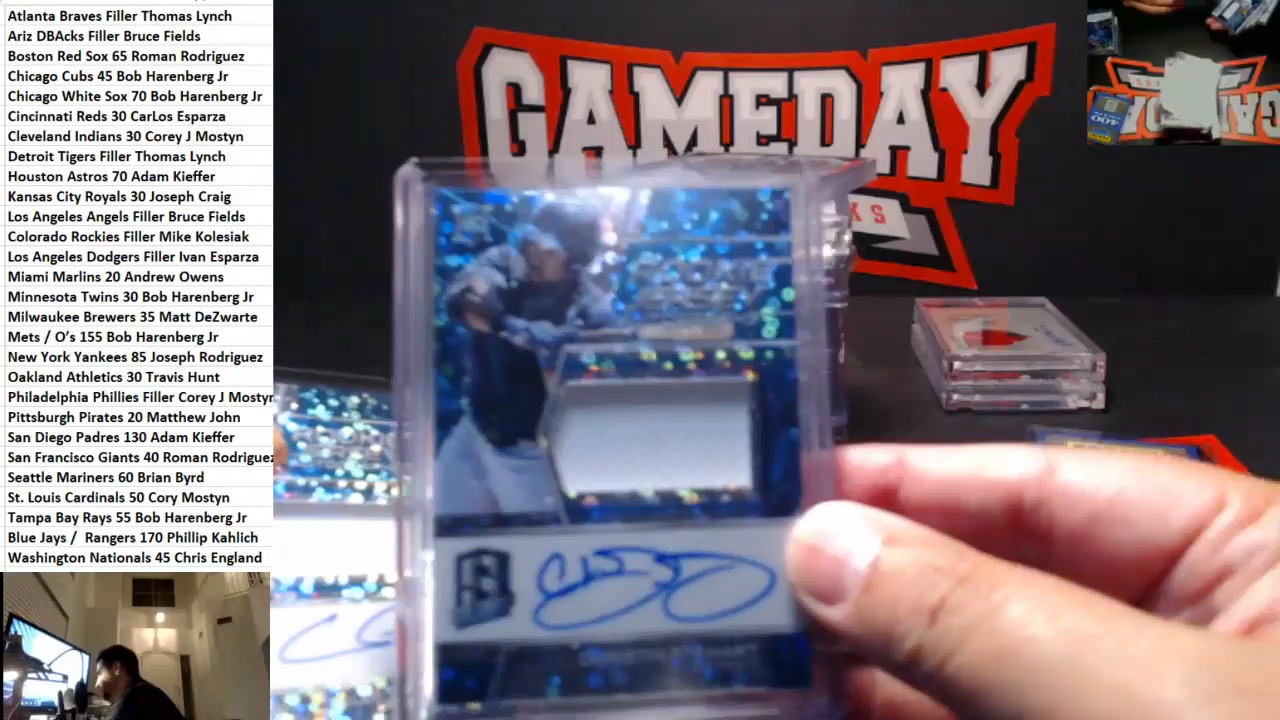 Atlanta Braves Filler Thomas Lynch
Ariz DBAcks Filler Bruce Fields
Boston Red Sox 65 Roman Rodriguez
Chicago Cubs 45 Bob Harenberg Jr
Chicago White Sox 70 Bob Harenberg Jr
Cincinnati Reds 30 CarLos Esparza
Cleveland Indians 30 Corey J Mostyn
Detroit Tigers Filler Thomas Lynch
Houston Astros 70 Adam Kieffer
Kansas City Royals 30 Joseph Craig
Los Angeles Angels Filler Bruce Fields
Colorado Rockies Filler Mike Kolesiak
Los Angeles Dodgers Filler Ivan Esparza
Miami Marlins 20 Andrew Owens
Minnesota Twins 30 Bob Harenberg Jr
Milwaukee Brewers 35 Matt DeZwarte
Mets / O’s 155 Bob Harenberg Jr
New York Yankees 85 Joseph Rodriguez
Oakland Athletics 30 Travis Hunt
Philadelphia Phillies Filler Corey J Mostyn
Pittsburgh Pirates 20 Matthew John
San Diego Padres 130 Adam Kieffer
San Francisco Giants 40 Roman Rodriguez
Seattle Mariners 60 Brian Byrd
St. Louis Cardinals 50 Cory Mostyn
Tampa Bay Rays 55 Bob Harenberg Jr
Blue Jays /  Rangers 170 Phillip Kahlich
Washington Nationals 45 Chris England
GAMEDAY
KS
ROOKIE